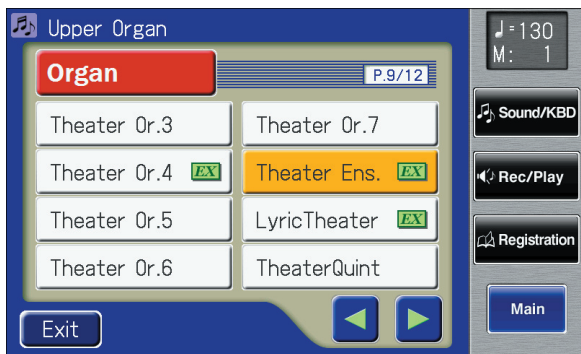 Upper Organ
Organ
P.9/12
Theater Or.3
Theater Or.7
Theater Or.4 EX
Theater Ens. EX
Theater Or.5
LyricTheater EX
Theater Or.6
TheaterQuint
Exit
♩=130
M: 1
Sound/KBD
Rec/Play
Registration
Main